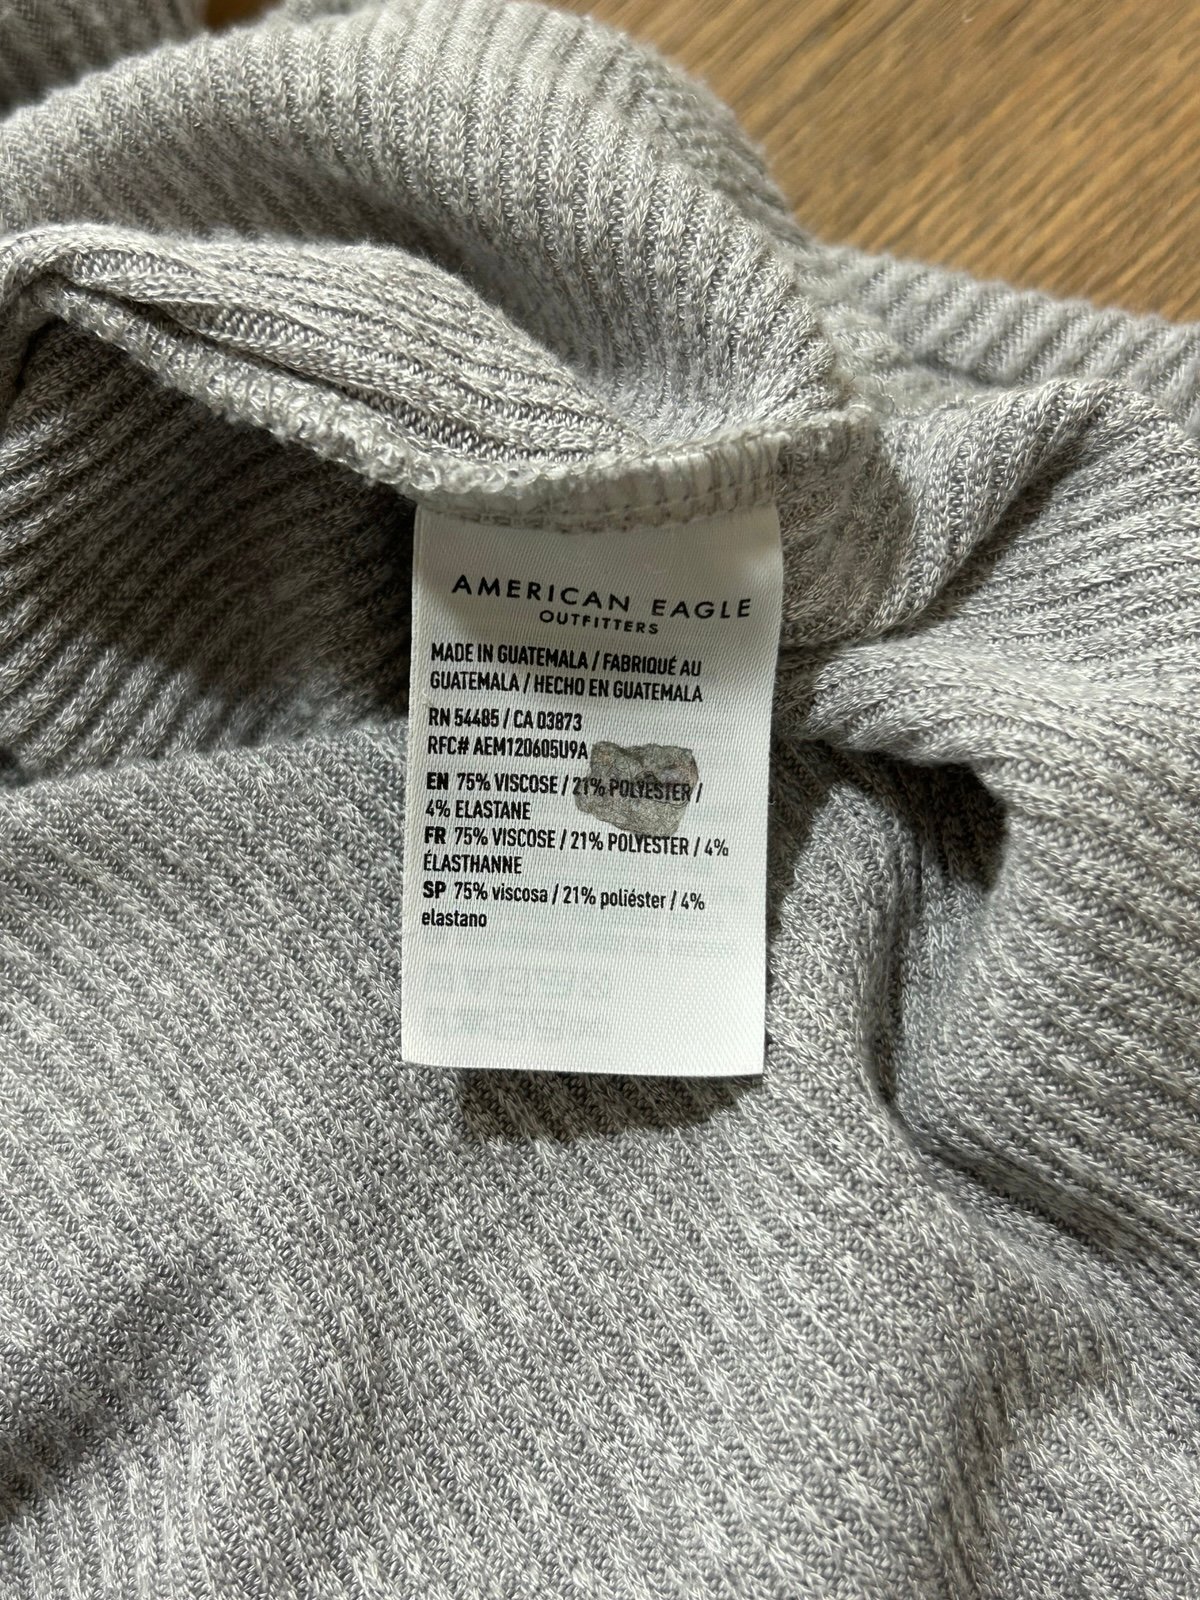 AMERICAN EAGLE
OUTFITTERS
MADE IN GUATEMALA / FABRIQUÉ AU
GUATEMALA / HECHO EN GUATEMALA
RN 54485 / CA 03873
RFC# AEM120605U9A
EN 75% VISCOSE / 21% POLYESTER /
4% ELASTANE
FR 75% VISCOSE / 21% POLYESTER / 4%
ÉLASTHANNE
SP 75% viscosa / 21% poliéster / 4%
elastano